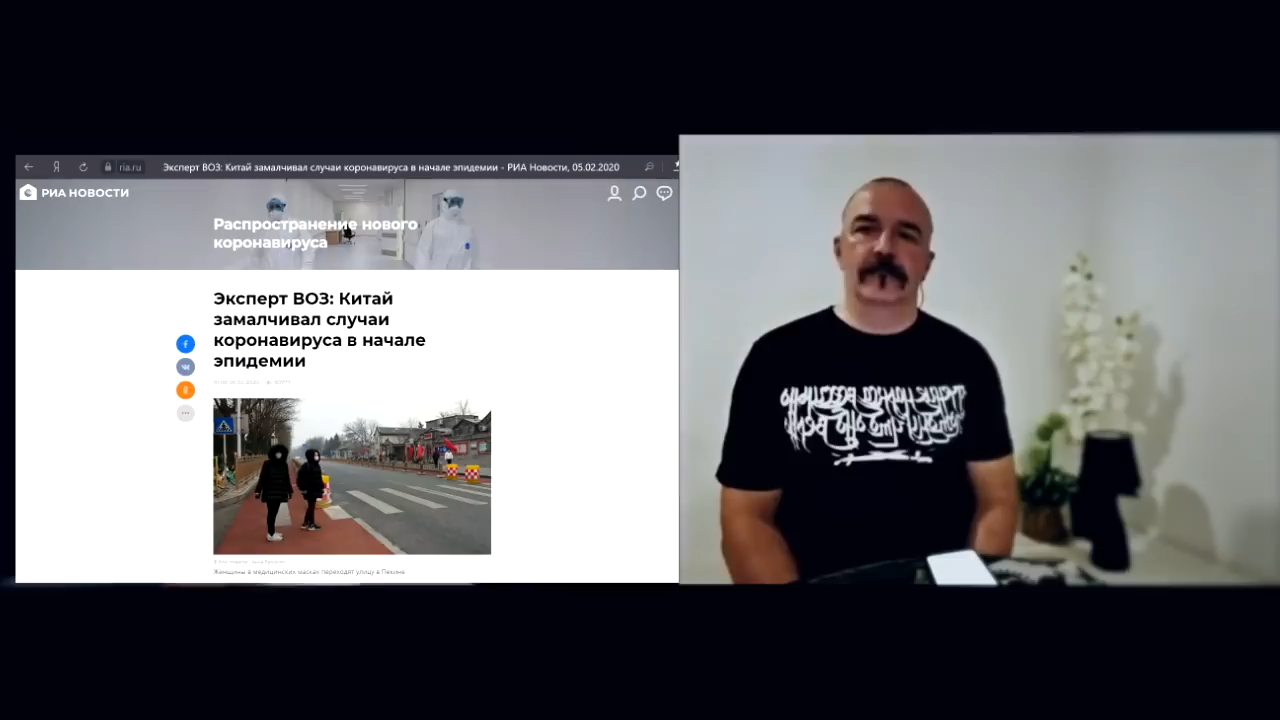 ria.ru
Эксперт ВОЗ: Китай замалчивал случаи коронавируса в начале эпидемии - РИА Новости, 05.02.2020
РИА НОВОСТИ
Распространение нового
коронавируса
Эксперт ВОЗ: Китай
замалчивал случаи
коронавируса в начале
эпидемии
Женщины в медицинских масках переходят улицу в Пекине